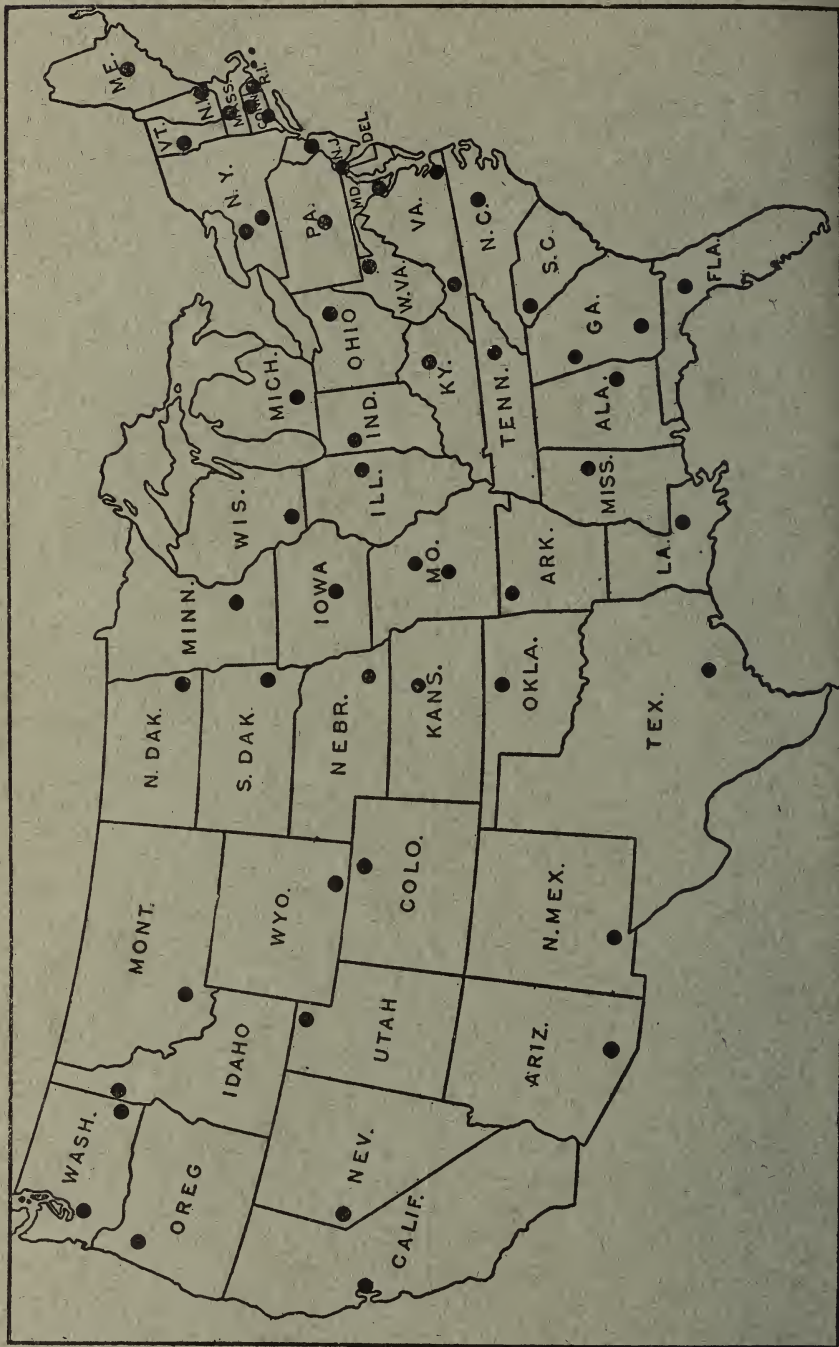 WASH.
OREG
CALIF.
NEV.
IDAHO
MONT.
WYO.
UTAH
ARIZ.
COLO.
N.MEX.
N. DAK.
S. DAK.
NEBR.
KANS.
OKLA.
TEX.
MINN.
IOWA
MO.
ARK.
LA.
WIS.
ILL.
MISS.
MICH.
IND.
OHIO
KY.
TENN.
ALA.
GA.
FLA.
S.C.
N.C.
VA.
W.VA.
MD.
DEL.
PA.
N.J.
N.Y.
VT.
N.H.
MASS.
CONN.
R.I.
ME.